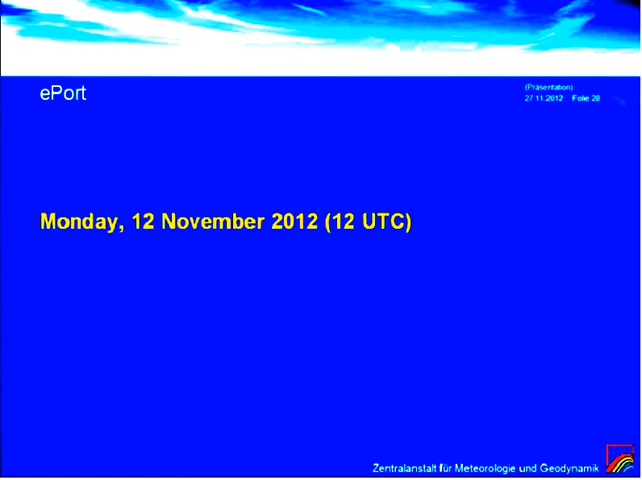 ePort
(Präsentation)
27.11.2012 Folie 28
Monday, 12 November 2012 (12 UTC)
Zentralanstalt für Meteorologie und Geodynamik